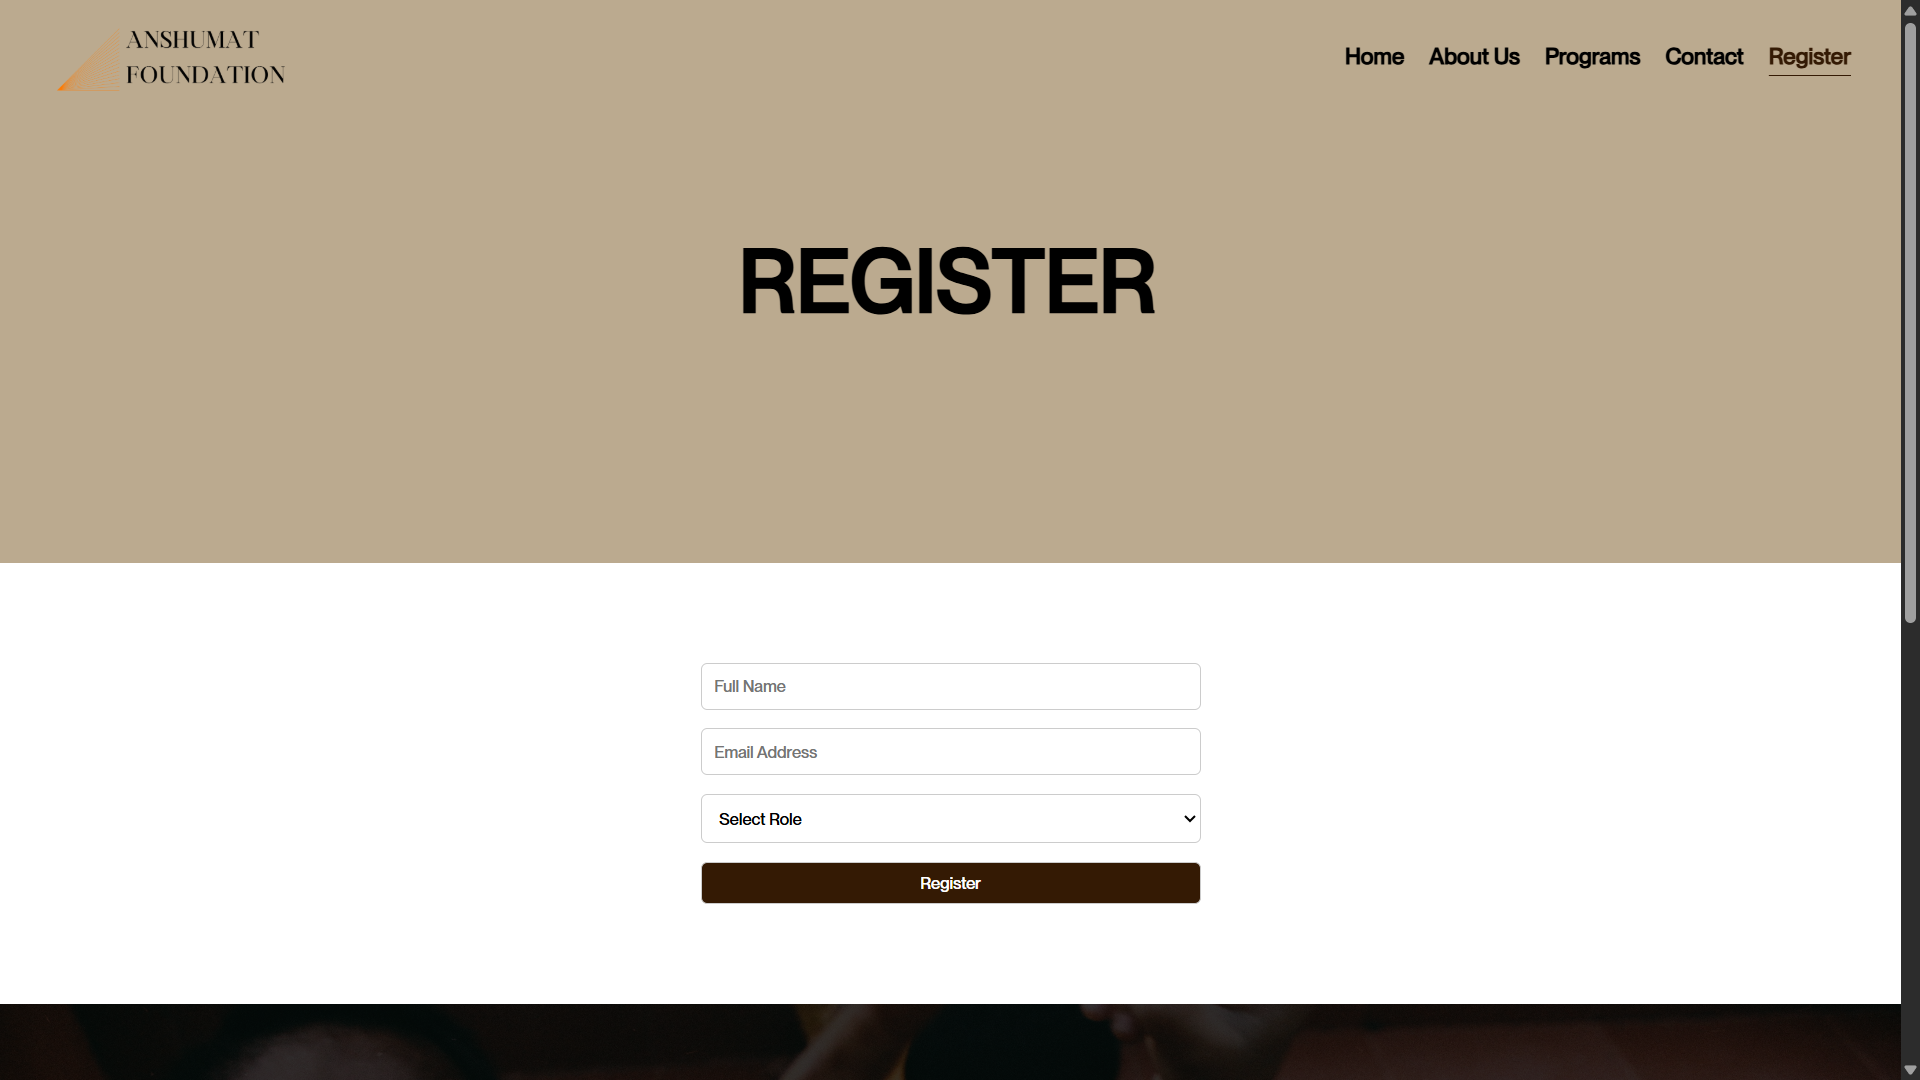 ANSHUMAT
FOUNDATION
Home
About Us
Programs
Contact
Register
REGISTER
Full Name
Email Address
Select Role
Register